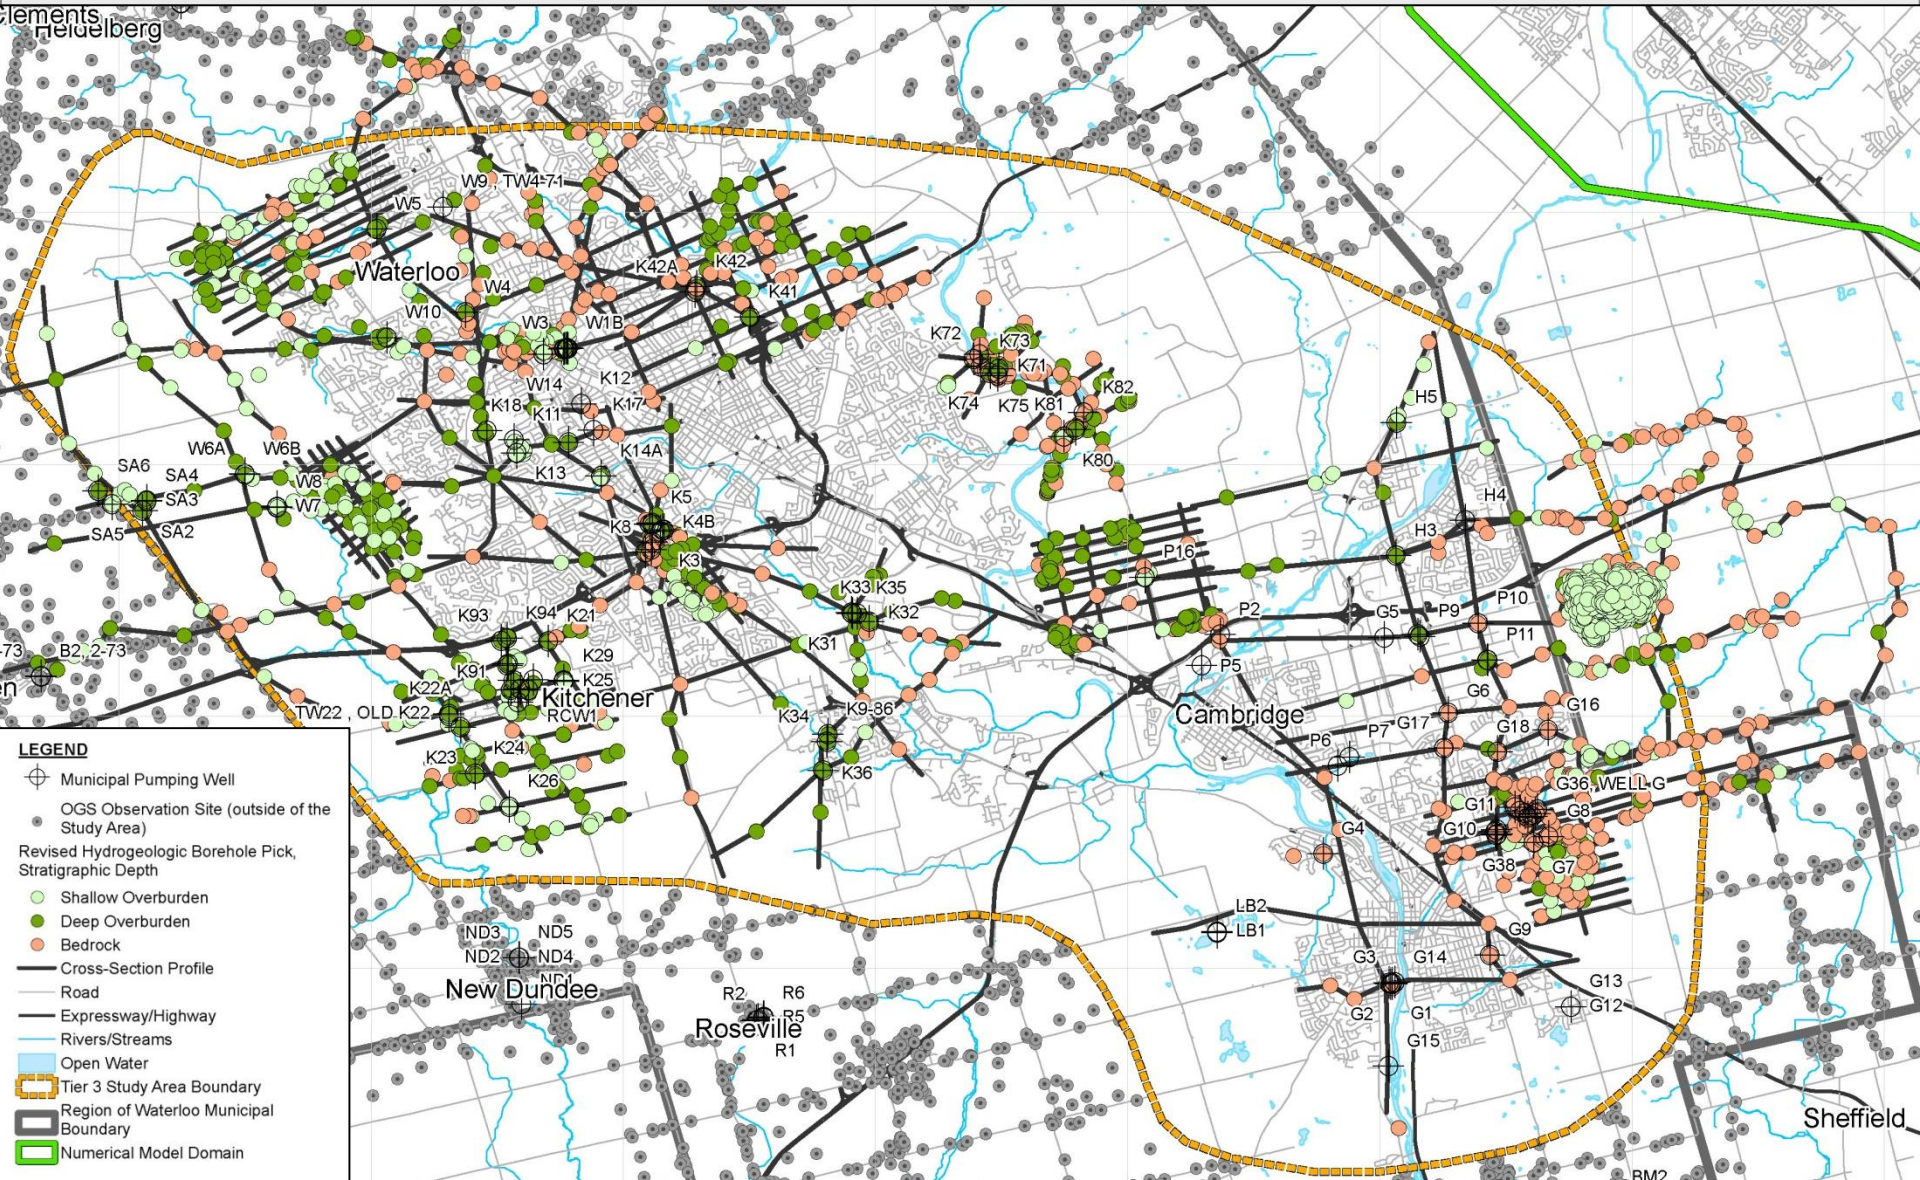 Clements
Heidelberg
W9 , TW4-71
W5
Waterloo
K42A
K42
K41
W4
W10
W3
W1B
K72
K73
K71
W14
K12
K82
K18
K11
K17
K74
K75
K81
H5
W6A
W6B
K14A
SA6
SA4
W8
K13
K80
SA3
W7
K5
H4
SA5
SA2
K8
K4B
H3
K3
P16
K33
K35
K93
K94
K21
K32
P2
G5
P9
P10
P11
-73
B2, 2-73
K31
K29
P5
K91
K25
en
K22A
Kitchener
G6
TW22 , OLD K22
RCW1
K34
K9-86
Cambridge
G17
G16
G18
P7
P6
K23
K24
K26
K36
G36, WELL G
G11
G8
G10
G4
G38
G7
LEGEND
Municipal Pumping Well
OGS Observation Site (outside of the
Study Area)
Revised Hydrogeologic Borehole Pick,
Stratigraphic Depth
Shallow Overburden
Deep Overburden
Bedrock
Cross-Section Profile
Road
Expressway/Highway
Rivers/Streams
Open Water
Tier 3 Study Area Boundary
Region of Waterloo Municipal
Boundary
Numerical Model Domain
LB2
LB1
ND3
ND5
ND2
ND4
ND1
New Dundee
G9
G3
G14
G13
G12
R2
R6
R5
Roseville
R1
G2
G1
G15
Sheffield
BM2